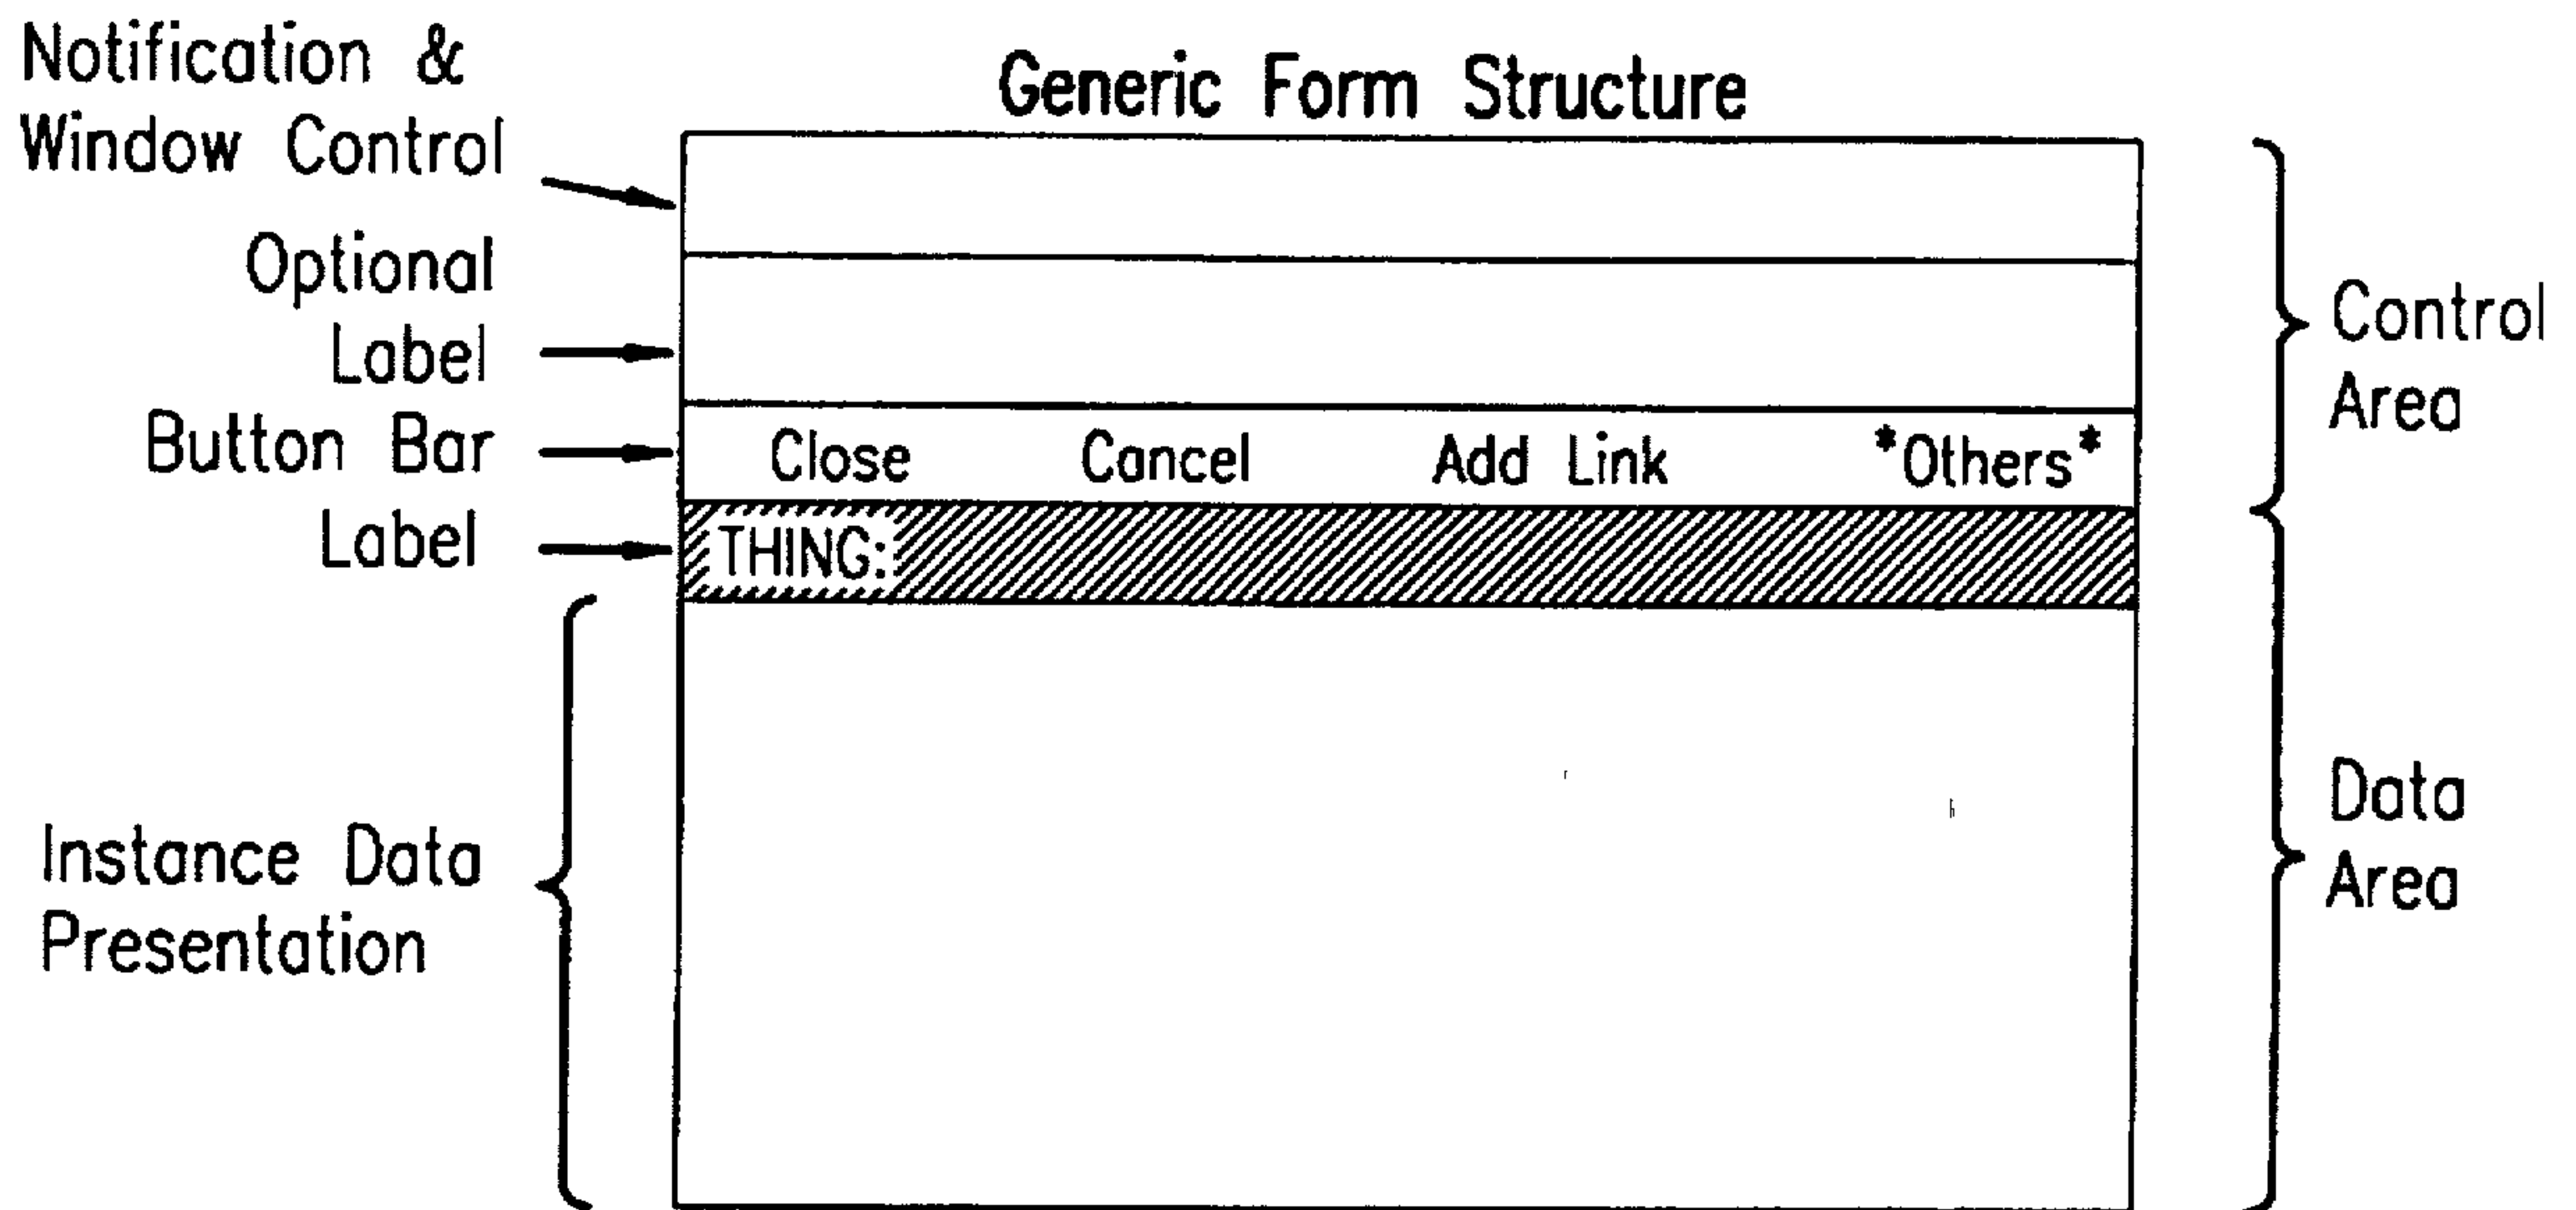 Generic Form Structure
Notification &
Window Control
Optional
Label
Button Bar
Close Cancel Add Link *Others*
Label
THING:
Instance Data
Presentation
Control
Area
Data
Area